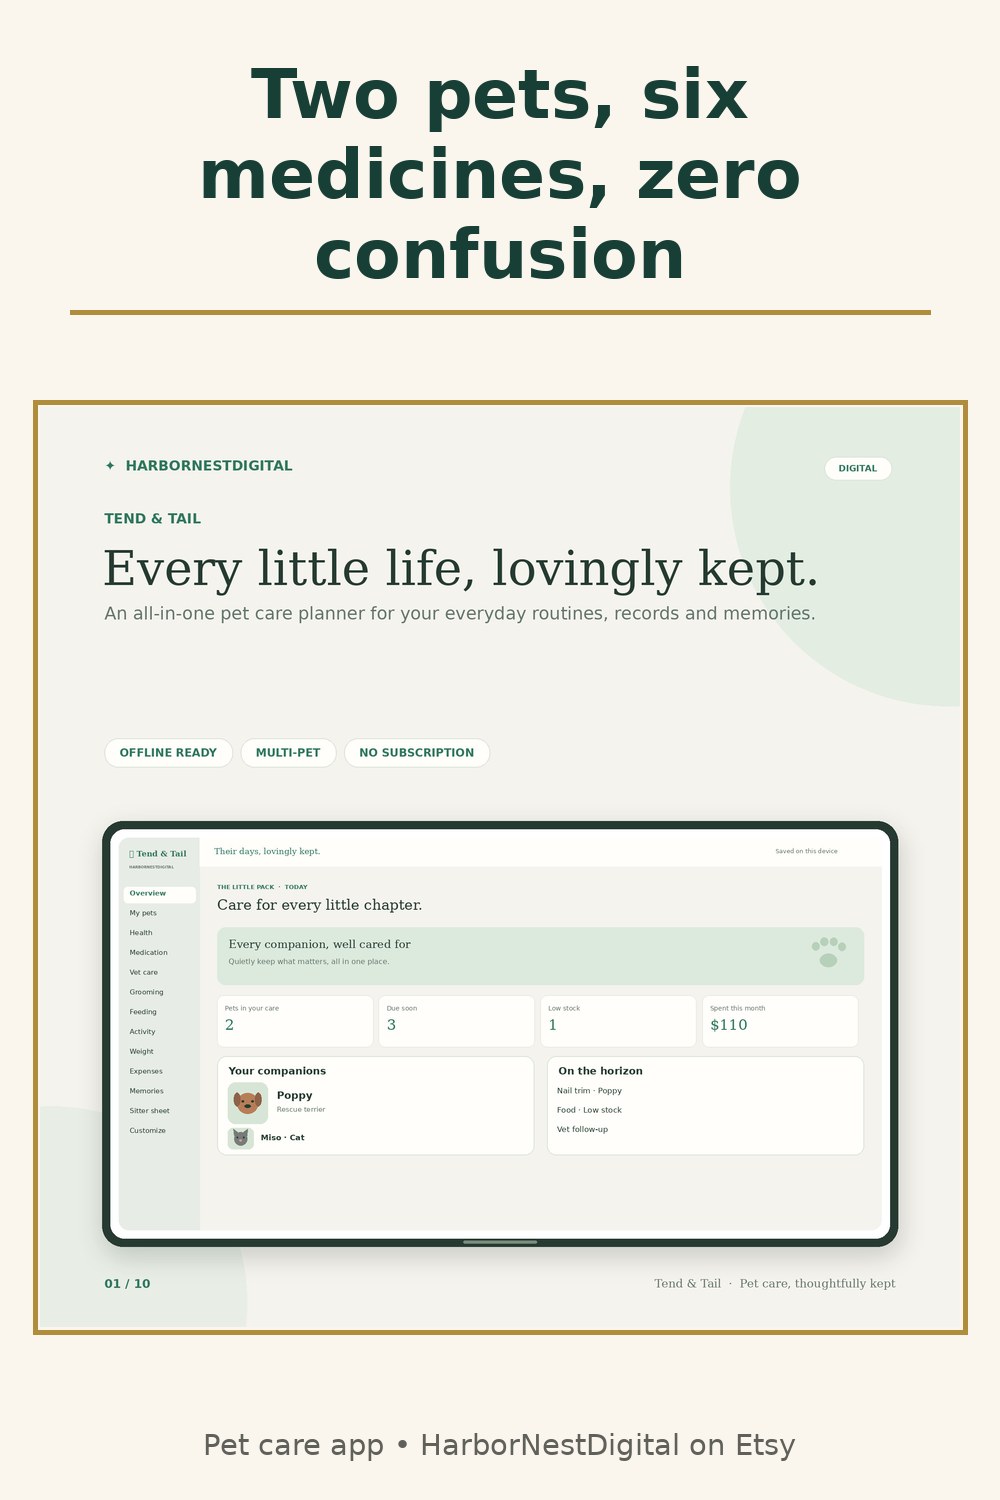 Two pets, six
medicines, zero
confusion
✦ HARBORNESTDIGITAL
DIGITAL
TEND & TAIL
Every little life, lovingly kept.
An all-in-one pet care planner for your everyday routines, records and memories.
OFFLINE READY
MULTI-PET
NO SUBSCRIPTION
Tend & Tail
HARBORNESTDIGITAL
Overview
My pets
Health
Medication
Vet care
Grooming
Feeding
Activity
Weight
Expenses
Memories
Sitter sheet
Customize
Their days, lovingly kept.
Saved on this device
THE LITTLE PACK · TODAY
Care for every little chapter.
Every companion, well cared for
Quietly keep what matters, all in one place.
Pets in your care
2
Due soon
3
Low stock
1
Spent this month
$110
Your companions
Poppy
Rescue terrier
Miso · Cat
On the horizon
Nail trim · Poppy
Food · Low stock
Vet follow-up
01 / 10
Tend & Tail · Pet care, thoughtfully kept
Pet care app • HarborNestDigital on Etsy